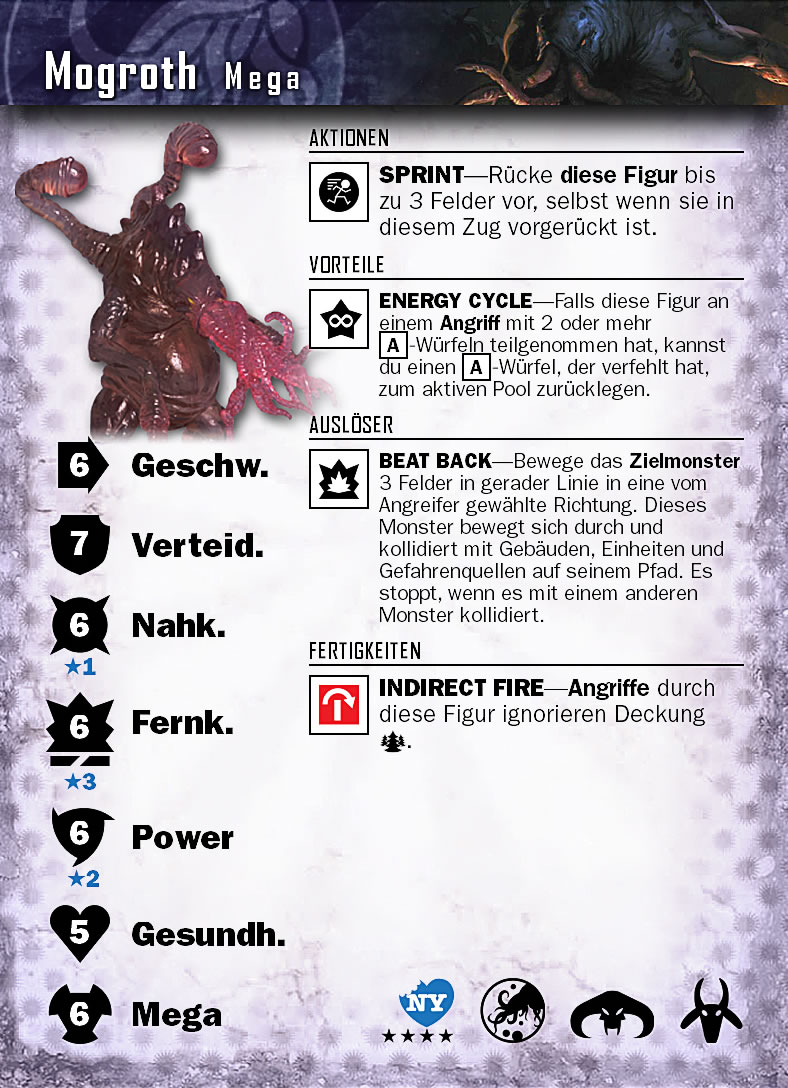 Mogroth Mega
AKTIONEN
SPRINT—Rücke diese Figur bis
zu 3 Felder vor, selbst wenn sie in
diesem Zug vorgerückt ist.
VORTEILE
ENERGY CYCLE—Falls diese Figur an
einem Angriff mit 2 oder mehr
A-Würfeln teilgenommen hat, kannst
du einen A-Würfel, der verfehlt hat,
zum aktiven Pool zurücklegen.
AUSLÖSER
BEAT BACK—Bewege das Zielmonster
3 Felder in gerader Linie in eine vom
Angreifer gewählte Richtung. Dieses
Monster bewegt sich durch und
kollidiert mit Gebäuden, Einheiten und
Gefahrenquellen auf seinem Pfad. Es
stoppt, wenn es mit einem anderen
Monster kollidiert.
FERTIGKEITEN
INDIRECT FIRE—Angriffe durch
diese Figur ignorieren Deckung
.
6 Geschw.
7 Verteid.
6 Nahk.
★1
6 Fernk.
★3
6 Power
★2
5 Gesundh.
6 Mega
NY
★★★★